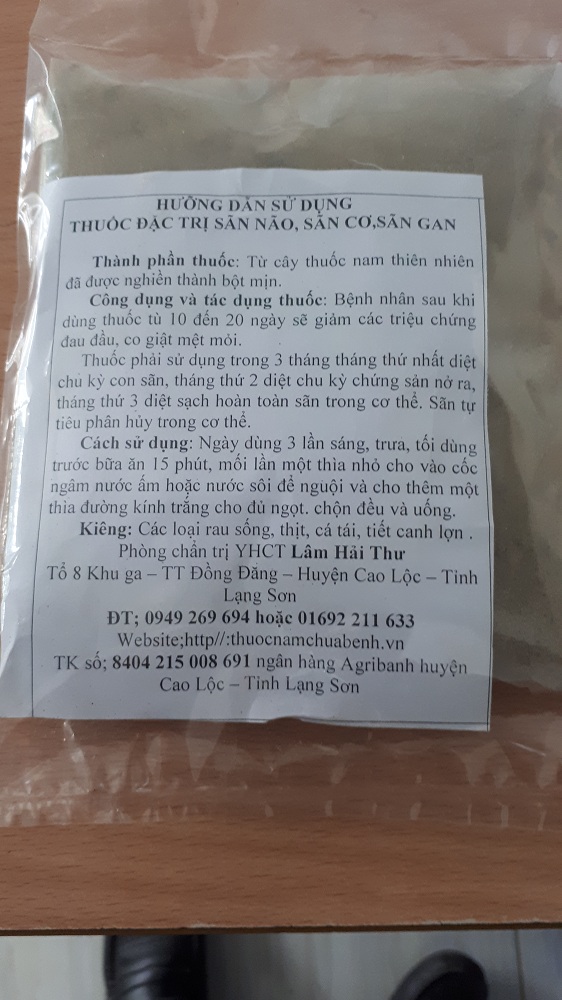 HƯỚNG DẪN SỬ DỤNG
THUỐC ĐẶC TRỊ SÃN NÃO, SÃN CƠ,SÃN GAN
Thành phần thuốc: Từ cây thuốc nam thiên nhiên
đã được nghiền thành bột mịn.
Công dụng và tác dụng thuốc: Bệnh nhân sau khi
dùng thuốc từ 10 đến 20 ngày sẽ giảm các triệu chứng
đau đầu, co giật mệt mỏi.
Thuốc phải sử dụng trong 3 tháng tháng thứ nhất diệt
chu kỳ con sãn, tháng thứ 2 diệt chu kỳ chứng sản nở ra,
tháng thứ 3 diệt sạch hoàn toàn sãn trong cơ thể. Sãn tự
tiêu phân hủy trong cơ thể.
Cách sử dụng: Ngày dùng 3 lần sáng, trưa, tối dùng
trước bữa ăn 15 phút, mối lần một thìa nhỏ cho vào cốc
ngâm nước ấm hoặc nước sôi để nguội và cho thêm một
thìa đường kính trắng cho đủ ngọt. chộn đều và uống.
Kiêng: Các loại rau sống, thịt, cá tái, tiết canh lợn .
Phòng chẩn trị YHCT Lâm Hải Thư
Tổ 8 Khu ga – TT Đồng Đăng – Huyện Cao Lộc – Tỉnh
Lạng Sơn
ĐT; 0949 269 694 hoặc 01692 211 633
Website;http//:thuocnamchuabenh.vn
TK số; 8404 215 008 691 ngân hàng Agribanh huyện
Cao Lộc – Tỉnh Lạng Sơn